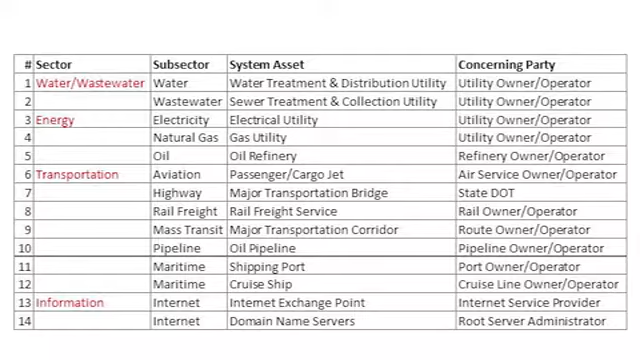 # Sector Subsector System Asset Concerning Party
1 Water/Wastewater Water Water Treatment & Distribution Utility Utility Owner/Operator
2 Wastewater Sewer Treatment & Collection Utility Utility Owner/Operator
3 Energy Electricity Electrical Utility Utility Owner/Operator
4 Natural Gas Gas Utility Utility Owner/Operator
5 Oil Oil Refinery Refinery Owner/Operator
6 Transportation Aviation Passenger/Cargo Jet Air Service Owner/Operator
7 Highway Major Transportation Bridge State DOT
8 Rail Freight Rail Freight Service Rail Owner/Operator
9 Mass Transit Major Transportation Corridor Route Owner/Operator
10 Pipeline Oil Pipeline Pipeline Owner/Operator
11 Maritime Shipping Port Port Owner/Operator
12 Maritime Cruise Ship Cruise Line Owner/Operator
13 Information Internet Internet Exchange Point Internet Service Provider
14 Internet Domain Name Servers Root Server Administrator